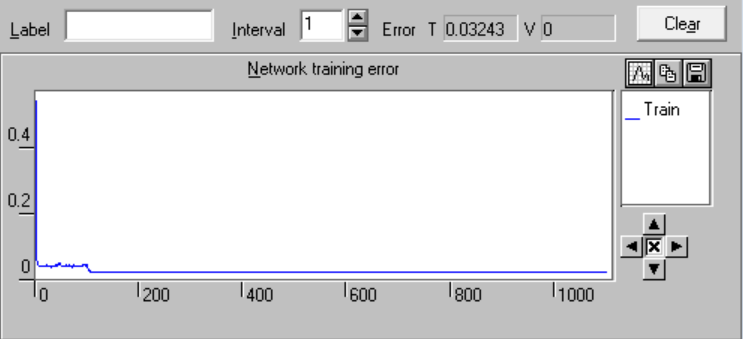 Label Interval 1 Error T 0.03243 V 0 Clear
Network training error
Train
0.4
0.2
0
0 200 400 600 800 1000